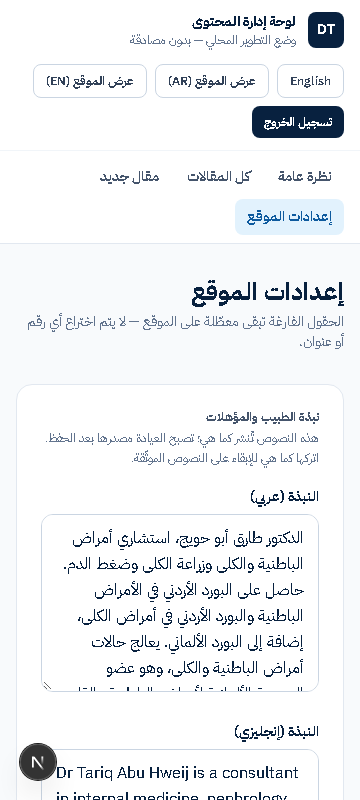 DT
لوحة إدارة المحتوى
وضع التطوير المحلي — بدون مصادقة
English
عرض الموقع (AR)
عرض الموقع (EN)
تسجيل الخروج
نظرة عامة
كل المقالات
مقال جديد
إعدادات الموقع
إعدادات الموقع
الحقول الفارغة تبقى معطّلة على الموقع — لا يتم اختراع أي رقم
أو عنوان.
نبذة الطبيب والمؤهلات
هذه النصوص تُنشر كما هي؛ تصبح العيادة مصدرها بعد الحفظ.
اتركها كما هي للإبقاء على النصوص الموثّقة.
النبذة (عربي)
الدكتور طارق أبو حويج، استشاري أمراض
الباطنية والكلى وزراعة الكلى وضغط الدم.
حاصل على البورد الأردني في الأمراض
الباطنية والبورد الأردني في أمراض الكلى،
إضافة إلى البورد الألماني. يعالج حالات
أمراض الباطنية والكلى، وهو عضو
النبذة (إنجليزي)
N
Dr Tariq Abu Hweij is a consultant
in internal medicine, nephrology